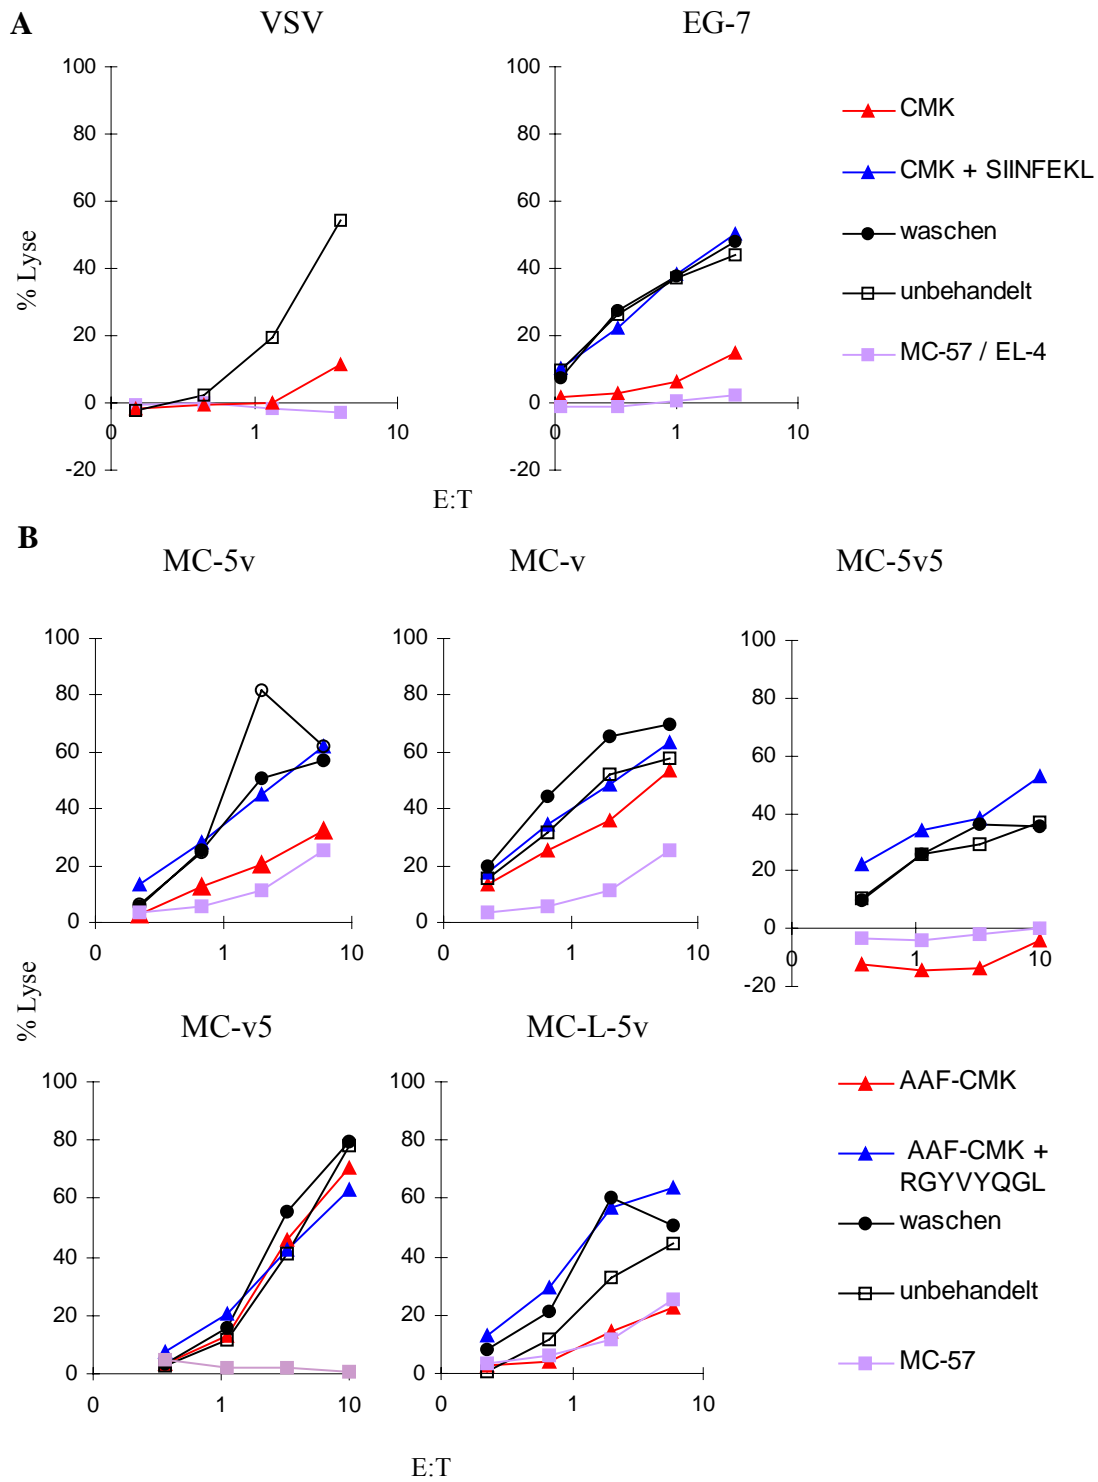 A
VSV
EG-7
100
80
60
40
20
0
-20
0
1
10
100
80
60
40
20
0
-20
0
1
10
% Lyse
E:T
CMK
CMK + SIINFEKL
waschen
unbehandelt
MC-57 / EL-4
B
MC-5v
MC-v
MC-5v5
100
80
60
40
20
0
0
1
10
100
80
60
40
20
0
0
1
10
100
80
60
40
20
0
-20
0
1
10
% Lyse
MC-v5
MC-L-5v
100
80
60
40
20
0
0
1
10
100
80
60
40
20
0
0
1
10
AAF-CMK
AAF-CMK +
RGYVYQGL
waschen
unbehandelt
MC-57
E:T